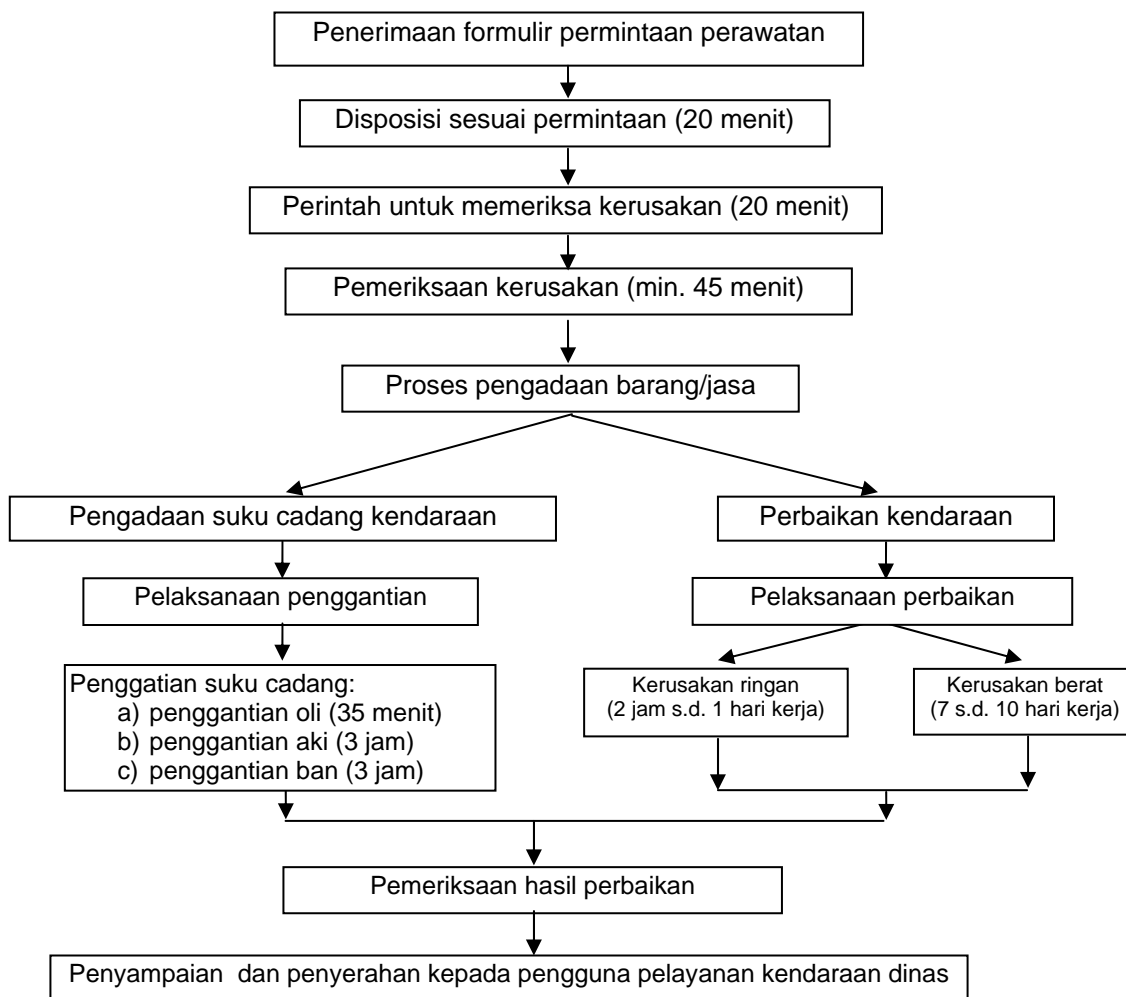 Penerimaan formulir permintaan perawatan
Disposisi sesuai permintaan (20 menit)
Perintah untuk memeriksa kerusakan (20 menit)
Pemeriksaan kerusakan (min. 45 menit)
Proses pengadaan barang/jasa
Pengadaan suku cadang kendaraan
Perbaikan kendaraan
Pelaksanaan penggantian
Pelaksanaan perbaikan
Penggatian suku cadang:
a) penggantian oli (35 menit)
b) penggantian aki (3 jam)
c) penggantian ban (3 jam)
Kerusakan ringan
(2 jam s.d. 1 hari kerja)
Kerusakan berat
(7 s.d. 10 hari kerja)
Pemeriksaan hasil perbaikan
Penyampaian dan penyerahan kepada pengguna pelayanan kendaraan dinas